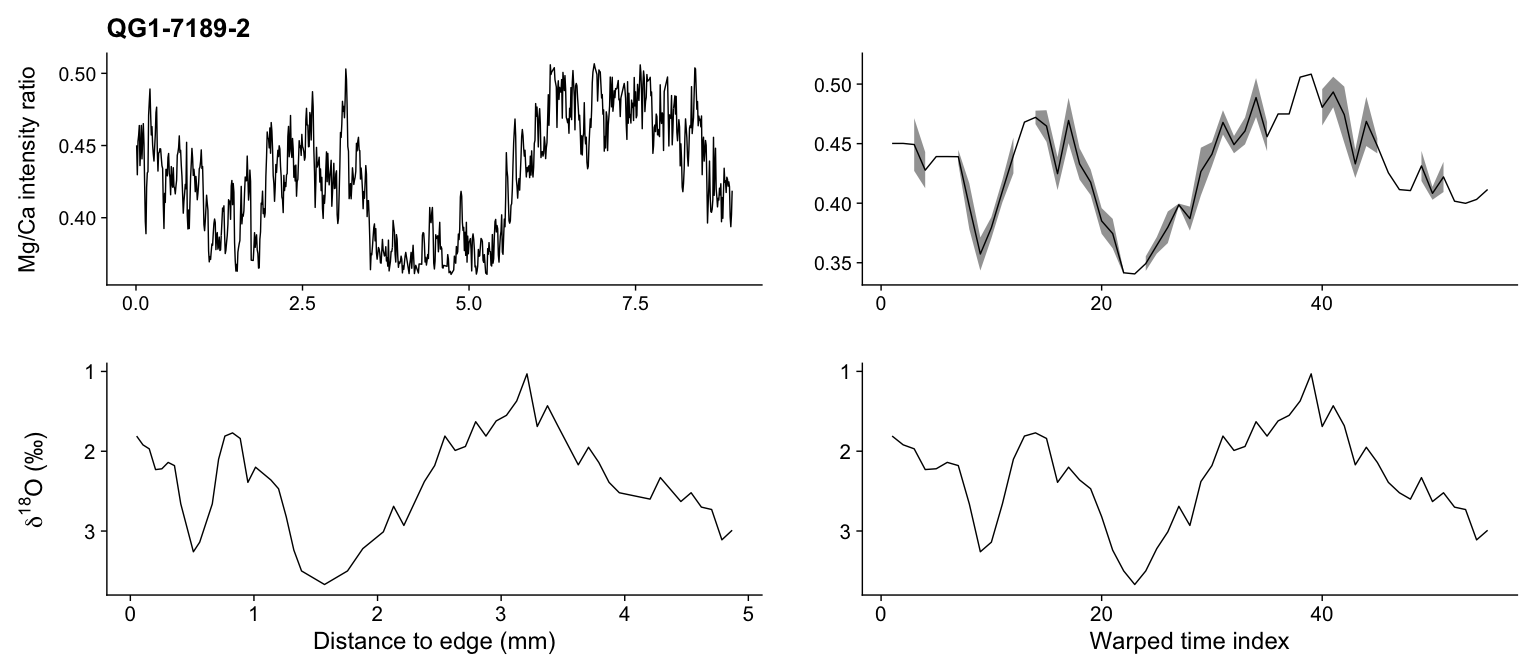 QG1-7189-2
Mg/Ca intensity ratio
0.50
0.45
0.40
0.0 2.5 5.0 7.5
0.50
0.45
0.40
0.35
0 20 40
δ¹⁸O (‰)
1
2
3
0 1 2 3 4 5
Distance to edge (mm)
1
2
3
0 20 40
Warped time index